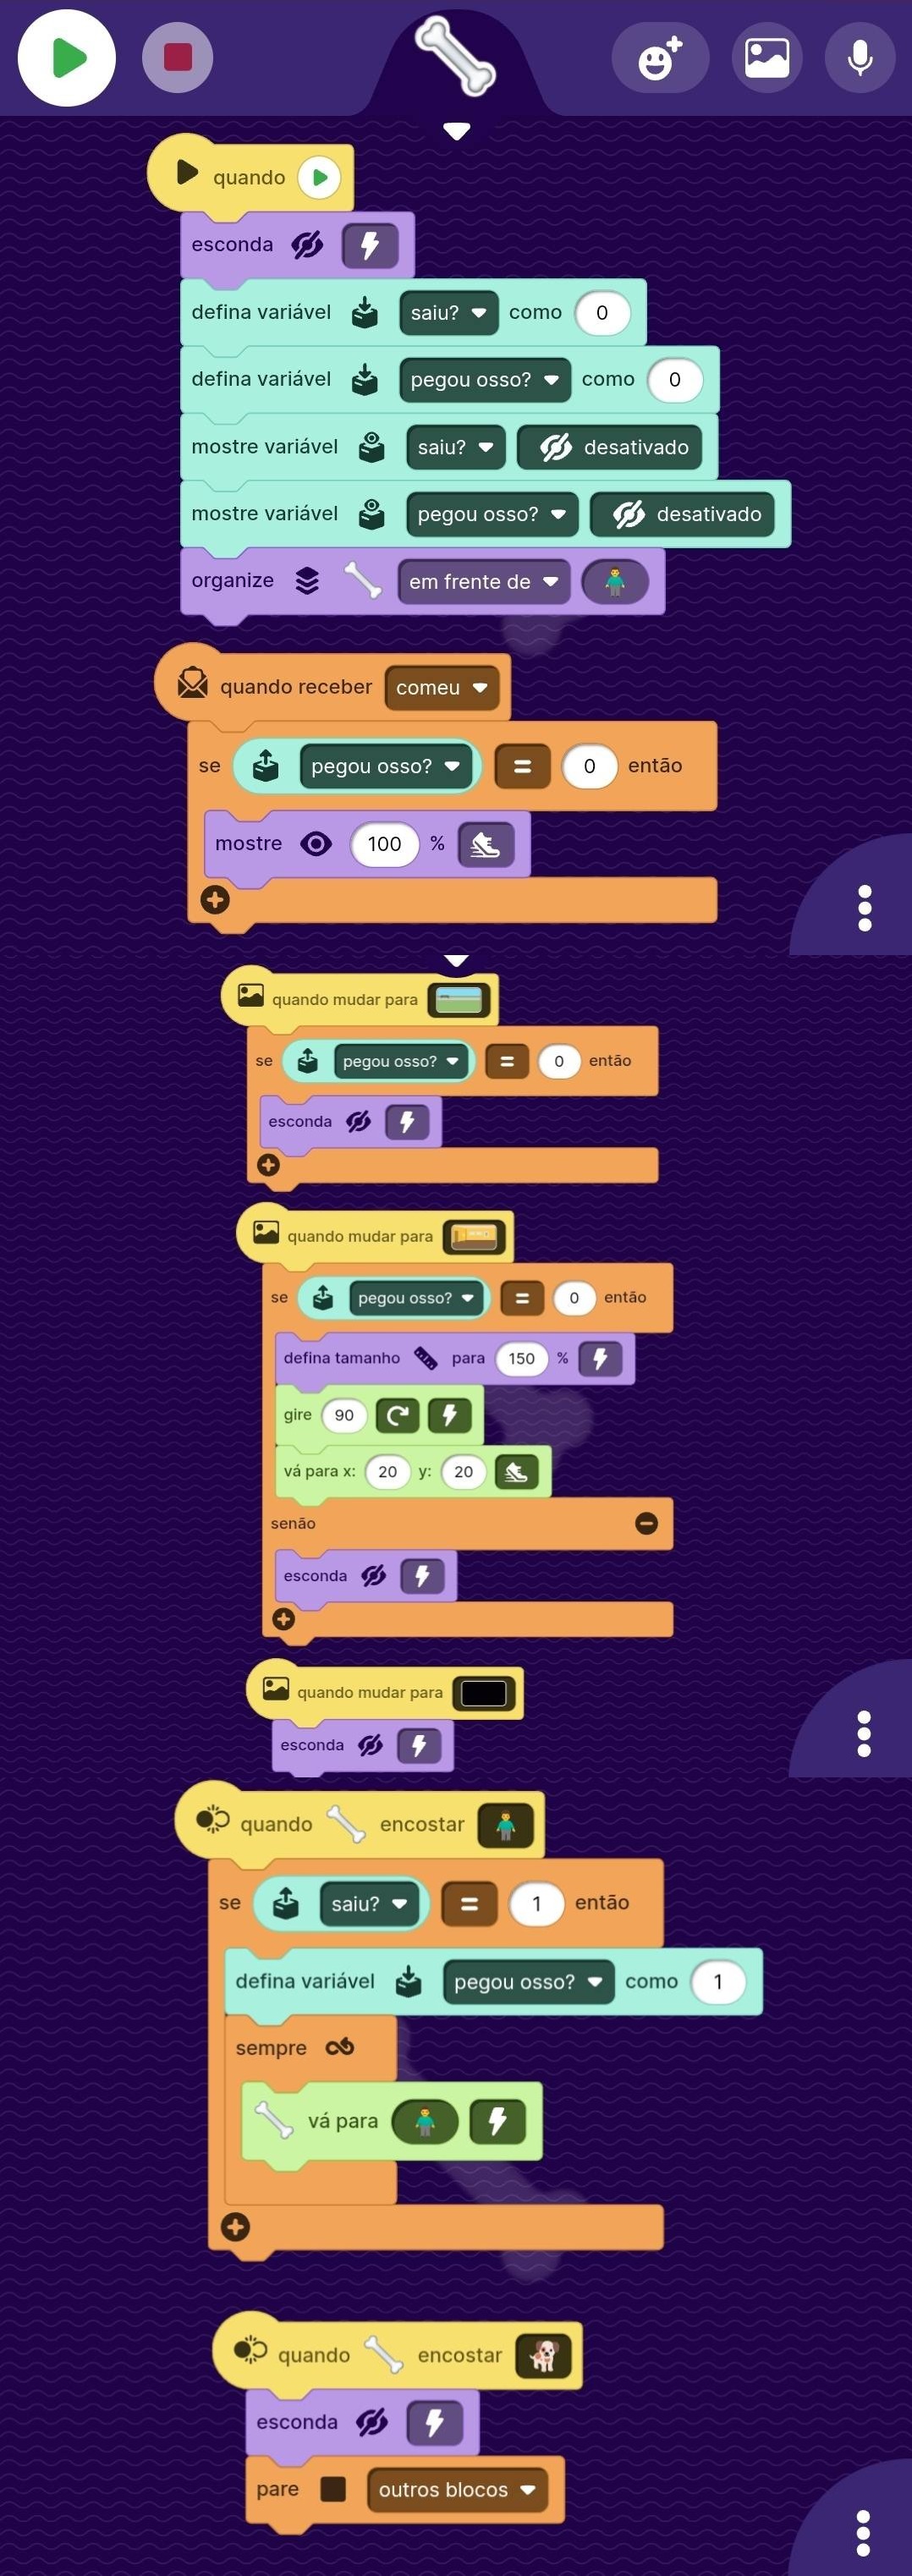 quando
esconda
defina variável saiu? como 0
defina variável pegou osso? como 0
mostre variável saiu? desativado
mostre variável pegou osso? desativado
organize em frente de
quando receber comeu
se pegou osso? = 0 então
mostre 100 %
quando mudar para
se pegou osso? = 0 então
esconda
quando mudar para
se pegou osso? = 0 então
defina tamanho para 150 %
gire 90
vá para x: 20 y: 20
senão
esconda
quando mudar para
esconda
quando encostar
se saiu? = 1 então
defina variável pegou osso? como 1
sempre
vá para
quando encostar
esconda
pare outros blocos